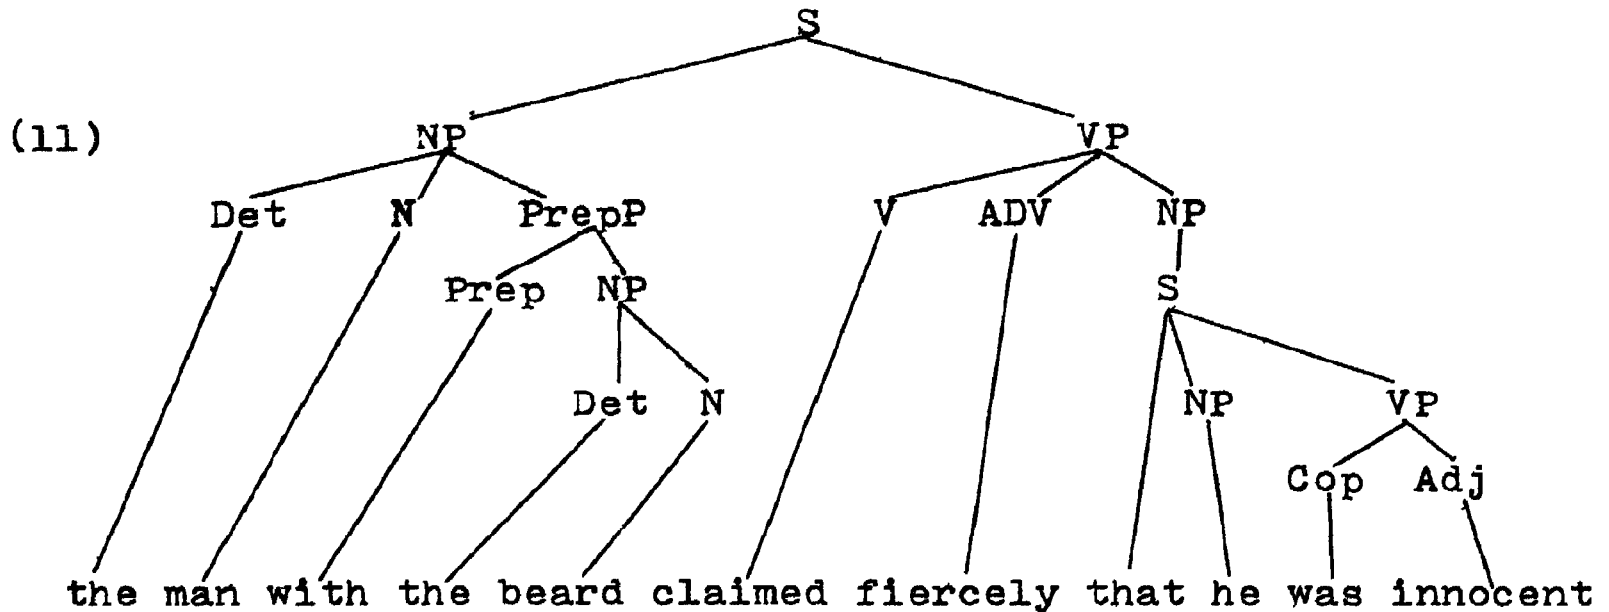 S
(11) NP VP
Det N PrepP V ADV NP
Prep NP S
Det N NP VP
Cop Adj
the man with the beard claimed fiercely that he was innocent